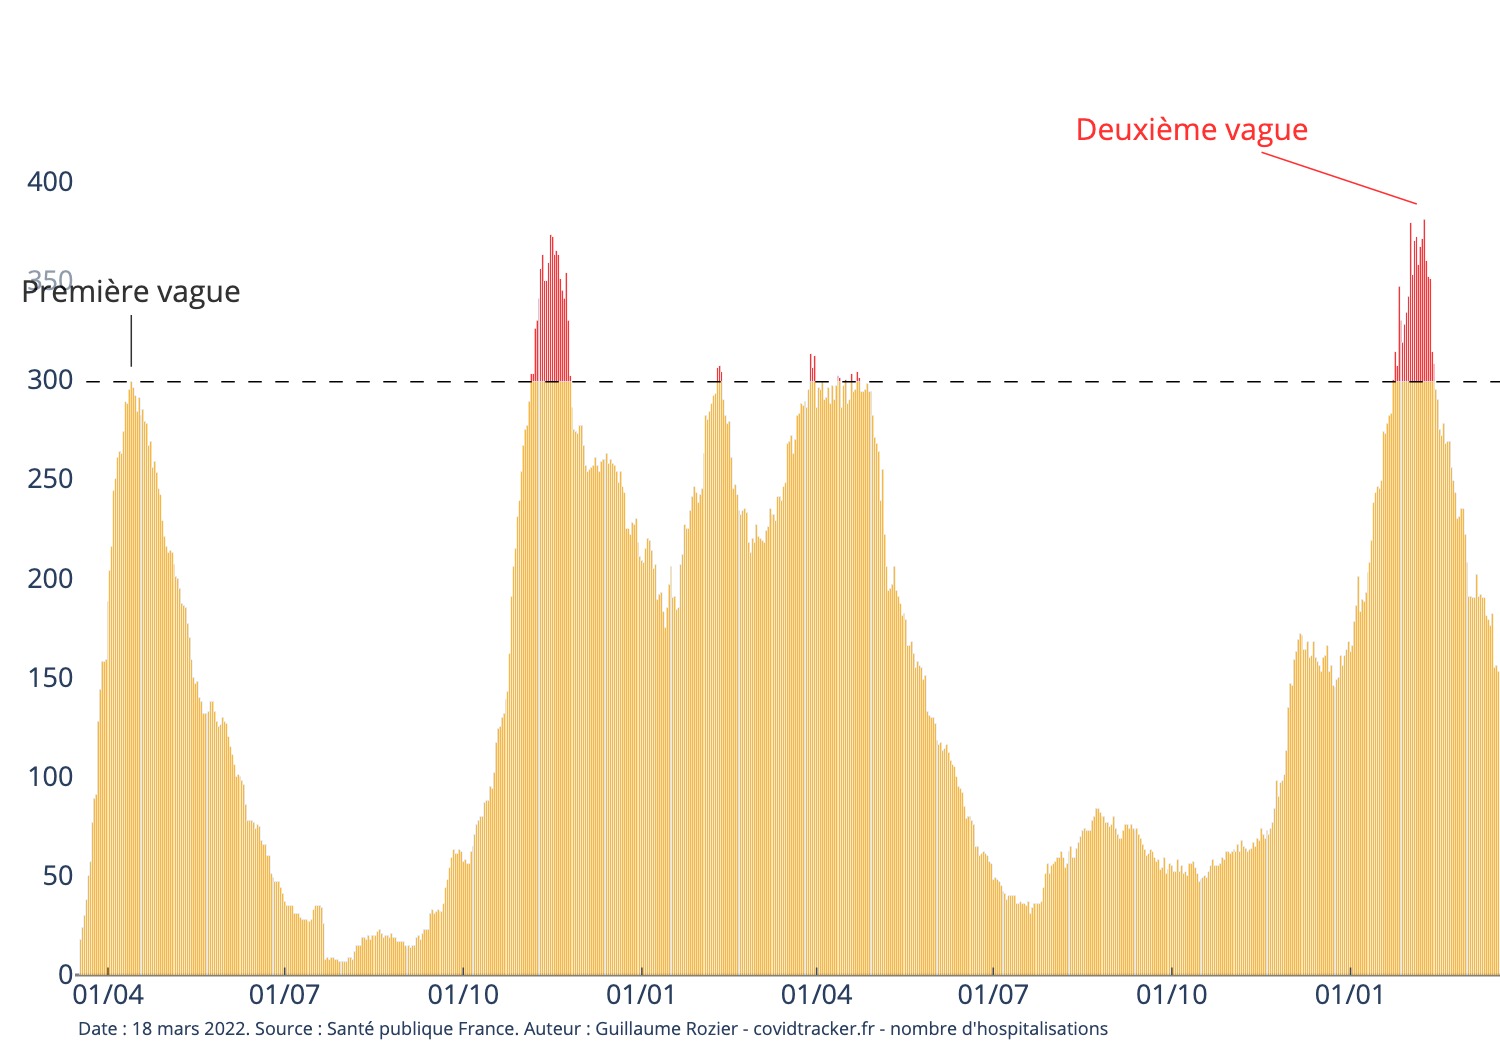 Deuxième vague
400
350
Première vague
300
250
200
150
100
50
0
01/04 01/07 01/10 01/01 01/04 01/07 01/10 01/01
Date : 18 mars 2022. Source : Santé publique France. Auteur : Guillaume Rozier - covidtracker.fr - nombre d'hospitalisations